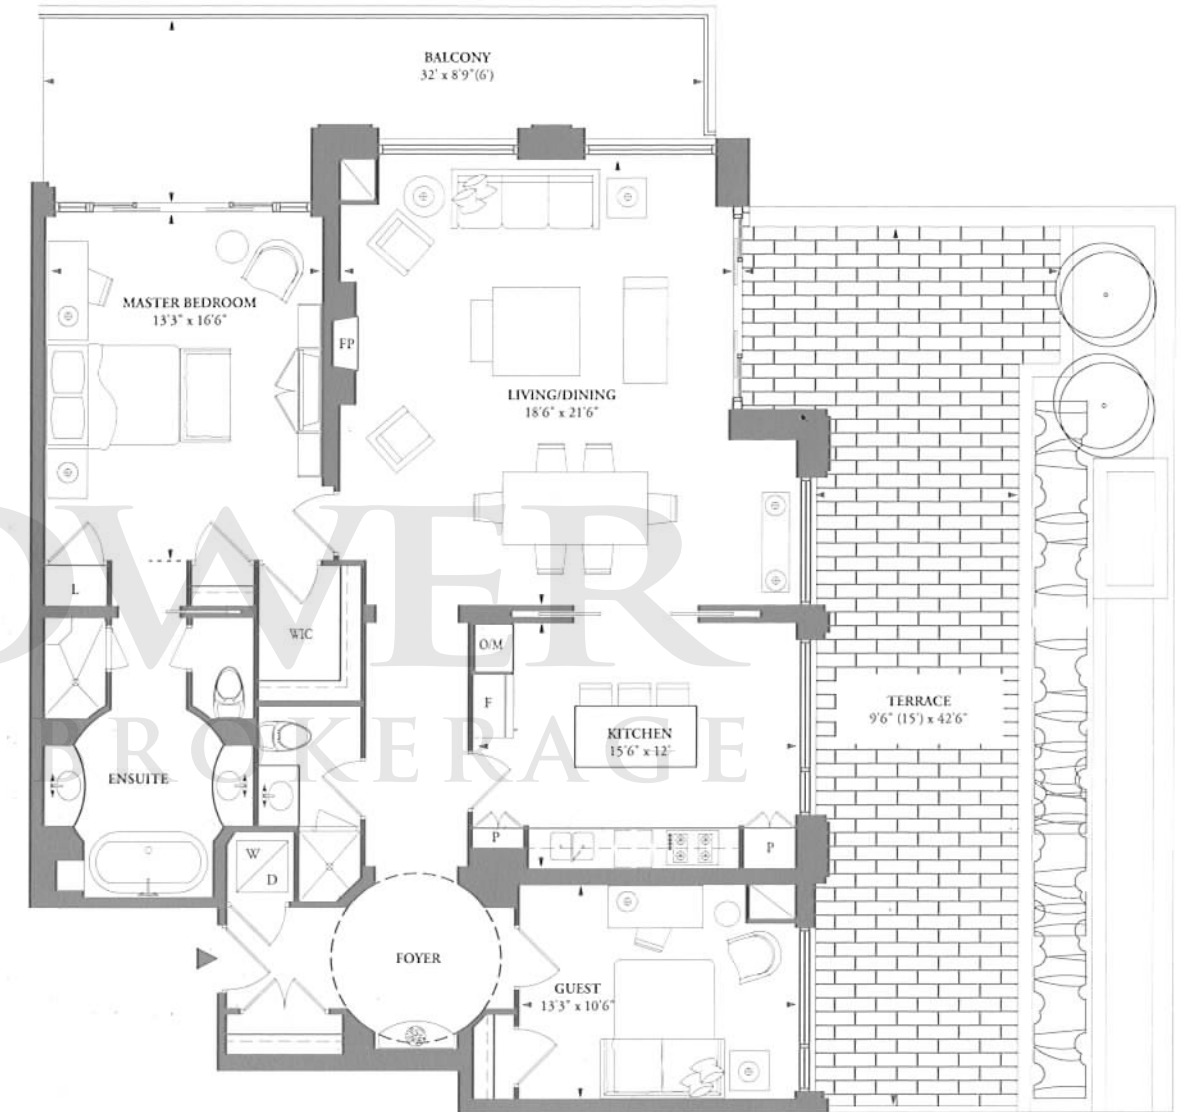 BALCONY
32' x 8'9"(6')
MASTER BEDROOM
13'3" x 16'6"
FP
LIVING/DINING
18'6" x 21'6"
L
WIC
O/M
F
OWER
BROKERAGE
TERRACE
9'6" (15') x 42'6"
KITCHEN
15'6" x 12'
ENSUITE
P
P
W
D
FOYER
GUEST
13'3" x 10'6"